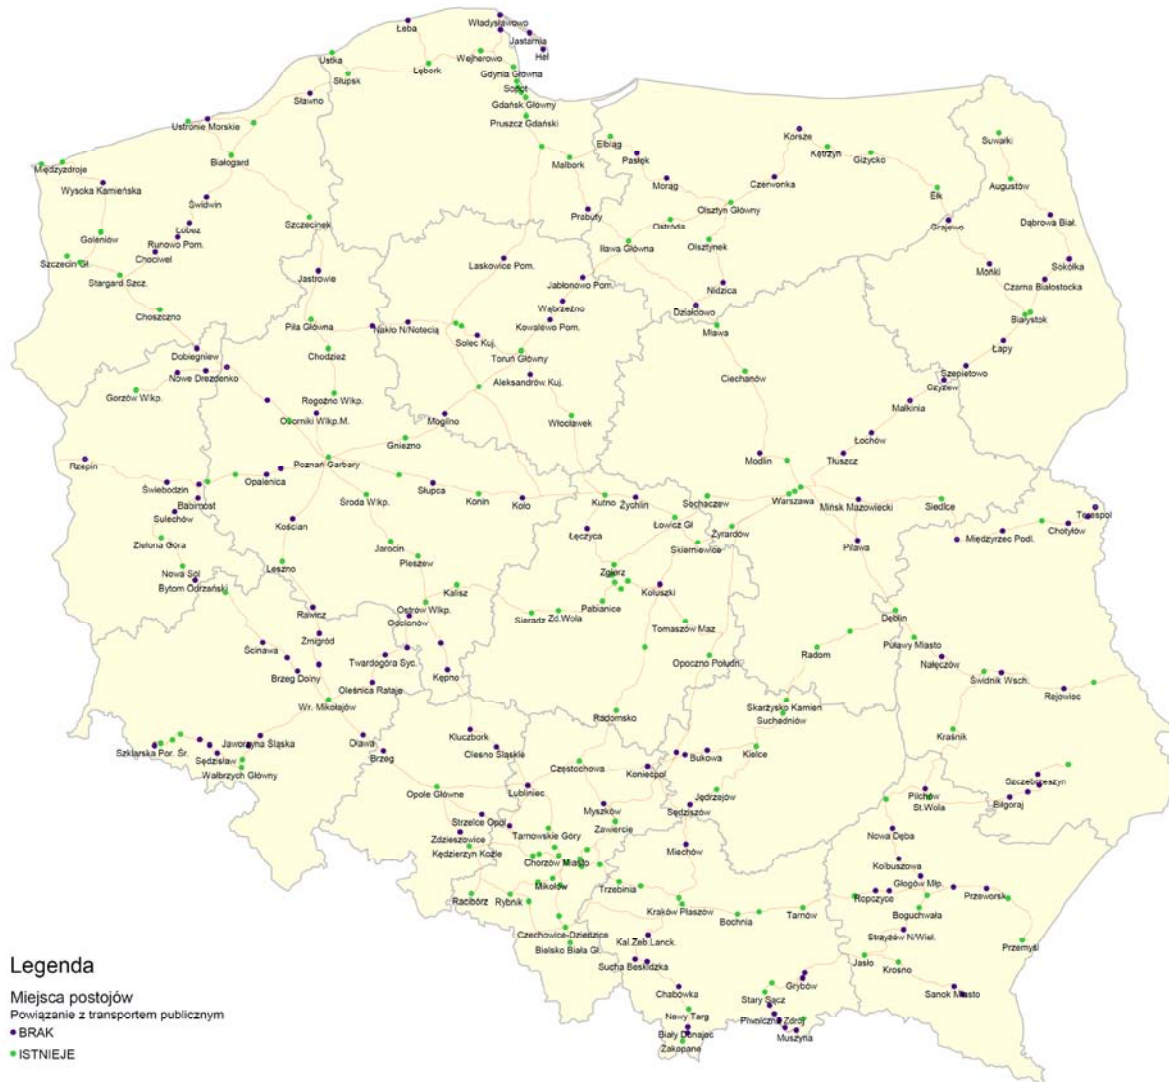 Łeba
Władysławowo
Jastarnia
Hel
Ustka
Wejherowo
Lębork
Słupsk
Gdynia Główna
Sopot
Gdańsk Główny
Sławno
Pruszcz Gdański
Ustronie Morskie
Korsze
Kętrzyn
Giżycko
Suwałki
Elbląg
Pasłęk
Białogard
Malbork
Międzyzdroje
Wysoka Kamieńska
Morąg
Czerwonka
Ełk
Augustów
Świdwin
Prabuty
Olsztyn Główny
Dąbrowa Biał.
Szczecinek
Ostróda
Grajewo
Łobez
Goleniów
Runowo Pom.
Iława Główna
Olsztynek
Szczecin Gł.
Chociwel
Laskowice Pom.
Mońki
Sokółka
Stargard Szcz.
Jastrowie
Jabłonowo Pom.
Nidzica
Czarna Białostocka
Wąbrzeźno
Działdowo
Choszczno
Białystok
Piła Główna
Nakło N/Notecią
Kowalewo Pom.
Mława
Solec Kuj.
Łapy
Dobiegniew
Chodzież
Toruń Główny
Szepietowo
Nowe Drezdenko
Aleksandrów Kuj.
Ciechanów
Czyżew
Gorzów Wlkp.
Rogoźno Wlkp.
Małkinia
Oborniki Wlkp.M.
Mogilno
Włocławek
Gniezno
Łochów
Rzepin
Poznań Garbary
Modlin
Tłuszcz
Opalenica
Świebodzin
Słupca
Warszawa
Babimost
Środa Wlkp.
Konin
Koło
Kutno
Żychlin
Sochaczew
Mińsk Mazowiecki
Siedlce
Sulechów
Terespol
Kościan
Łowicz Gł
Chotyłów
Zielona Góra
Łęczyca
Żyrardów
Międzyrzec Podl.
Jarocin
Skierniewice
Piława
Pleszew
Leszno
Nowa Sól
Zgierz
Bytom Odrzański
Kalisz
Koluszki
Ostrów Wlkp.
Pabianice
Rawicz
Sieradz
Zd.Wola
Dęblin
Odolanów
Tomaszów Maz
Żmigród
Puławy Miasto
Ścinawa
Radom
Nałęczów
Twardogóra Syc.
Opoczno Połudn.
Brzeg Dolny
Kępno
Świdnik Wsch.
Oleśnica Rataje
Rejowiec
Wr. Mikołajów
Radomsko
Skarżysko Kamien
Suchedniów
Kraśnik
Szklarska Por. Śr.
Jaworzyna Śląska
Oława
Kluczbork
Sędzisław
Brzeg
Olesno Śląskie
Bukowa
Kielce
Wałbrzych Główny
Częstochowa
Koniecpol
Szczebrzeszyn
Opole Główne
Lubliniec
Jędrzejów
Pilchów
Biłgoraj
Myszków
Sędziszów
St.Wola
Strzelce Opol
Zawiercie
Zdzieszowice
Tarnowskie Góry
Nowa Dęba
Kędzierzyn Koźle
Miechów
Chorzów Miasto
Kolbuszowa
Mikołów
Trzebinia
Głogów Młp.
Racibórz
Rybnik
Ropczyce
Przeworsk
Kraków Płaszów
Bochnia
Tarnów
Boguchwała
Czechowice-Dziedzice
Strzyżów N/Wisł.
Kal.Zeb.Lanck.
Bielsko Biała Gł.
Przemyśl
Jasło
Sucha Beskidzka
Krosno
Chabówka
Grybów
Sanok Miasto
Stary Sącz
Nowy Targ
Piwniczna Zdrój
Biały Dunajec
Muszyna
Zakopane
Legenda
Miejsca postojów
Powiązanie z transportem publicznym
BRAK
ISTNIEJE